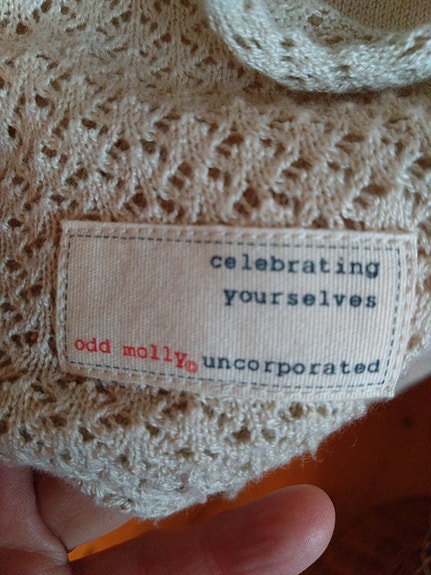 celebrating
yourselves
odd molly© uncorporated